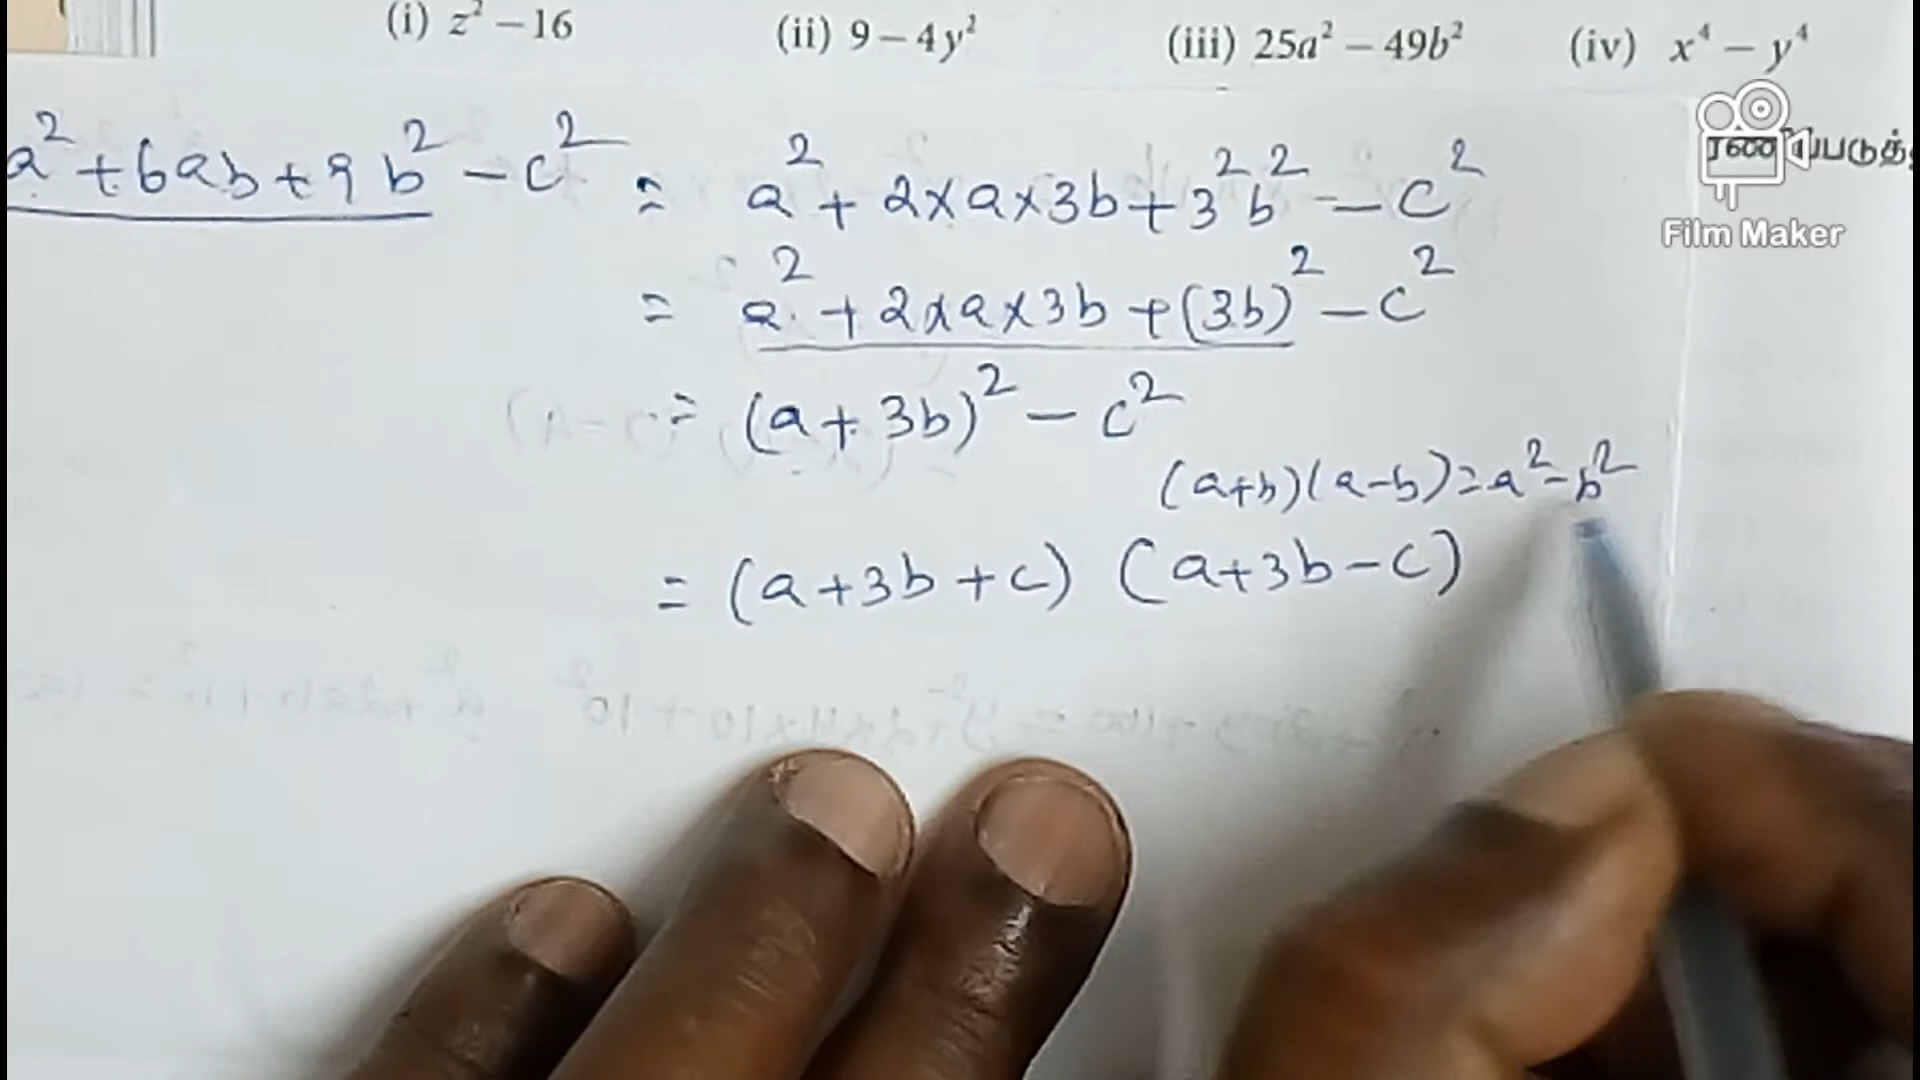 (i) z² – 16 (ii) 9 – 4y² (iii) 25a² – 49b² (iv) x⁴ – y⁴
a² + 6ab + 9b² - c² = a² + 2×a×3b + 3²b² - c²
Film Maker
= a² + 2×a×3b + (3b)² - c²
= (a + 3b)² - c²
(a+b)(a-b) = a² - b²
= (a + 3b + c) (a + 3b - c)